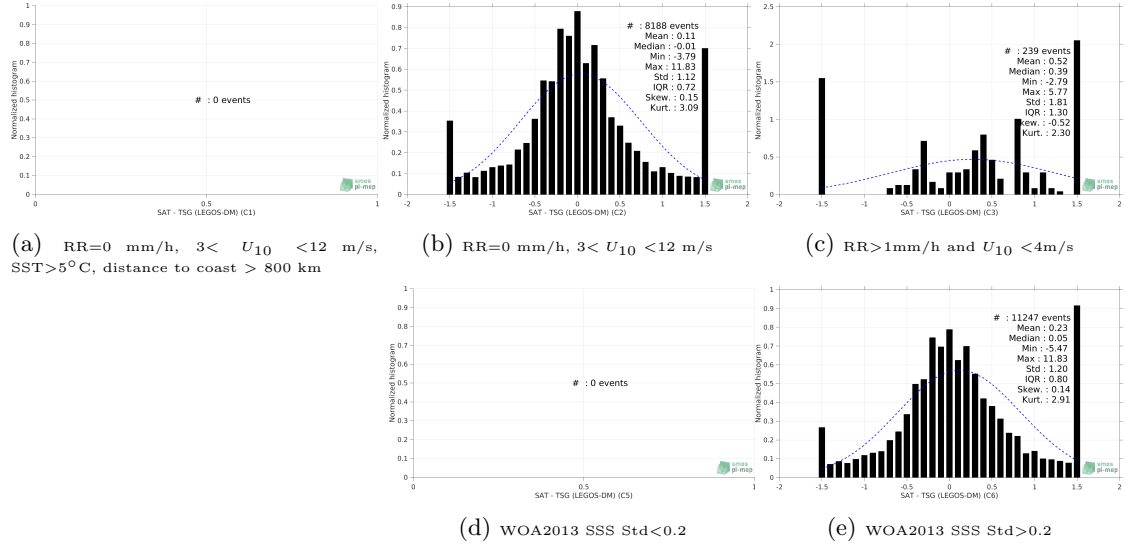 1
0.9
0.8
0.7
0.6
0.5
0.4
0.3
0.2
0.1
0
Normalized histogram
# : 0 events
0 0.5 1
SAT - TSG (LEGOS-DM) (C1)
smos
pi-mep
(a) RR=0 mm/h, 3< U10 <12 m/s,
SST>5°C, distance to coast > 800 km
0.9
0.8
0.7
0.6
0.5
0.4
0.3
0.2
0.1
0
Normalized histogram
# : 8188 events
Mean : 0.11
Median : -0.01
Min : -3.79
Max : 11.83
Std : 1.12
IQR : 0.72
Skew. : 0.15
Kurt. : 3.09
-2 -1.5 -1 -0.5 0 0.5 1 1.5 2
SAT - TSG (LEGOS-DM) (C2)
smos
pi-mep
(b) RR=0 mm/h, 3< U10 <12 m/s
2.5
2
1.5
1
0.5
0
Normalized histogram
# : 239 events
Mean : 0.52
Median : 0.39
Min : -2.79
Max : 5.77
Std : 1.81
IQR : 1.30
kew. : -0.52
Kurt. : 2.30
-2 -1.5 -1 -0.5 0 0.5 1 1.5 2
SAT - TSG (LEGOS-DM) (C3)
smos
pi-mep
(c) RR>1mm/h and U10 <4m/s
1
0.9
0.8
0.7
0.6
0.5
0.4
0.3
0.2
0.1
0
Normalized histogram
# : 0 events
0 0.5 1
SAT - TSG (LEGOS-DM) (C5)
smos
pi-mep
(d) WOA2013 SSS Std<0.2
1
0.9
0.8
0.7
0.6
0.5
0.4
0.3
0.2
0.1
0
Normalized histogram
# : 11247 events
Mean : 0.23
Median : 0.05
Min : -5.47
Max : 11.83
Std : 1.20
IQR : 0.80
Skew. : 0.14
Kurt. : 2.91
-2 -1.5 -1 -0.5 0 0.5 1 1.5 2
SAT - TSG (LEGOS-DM) (C6)
smos
pi-mep
(e) WOA2013 SSS Std>0.2